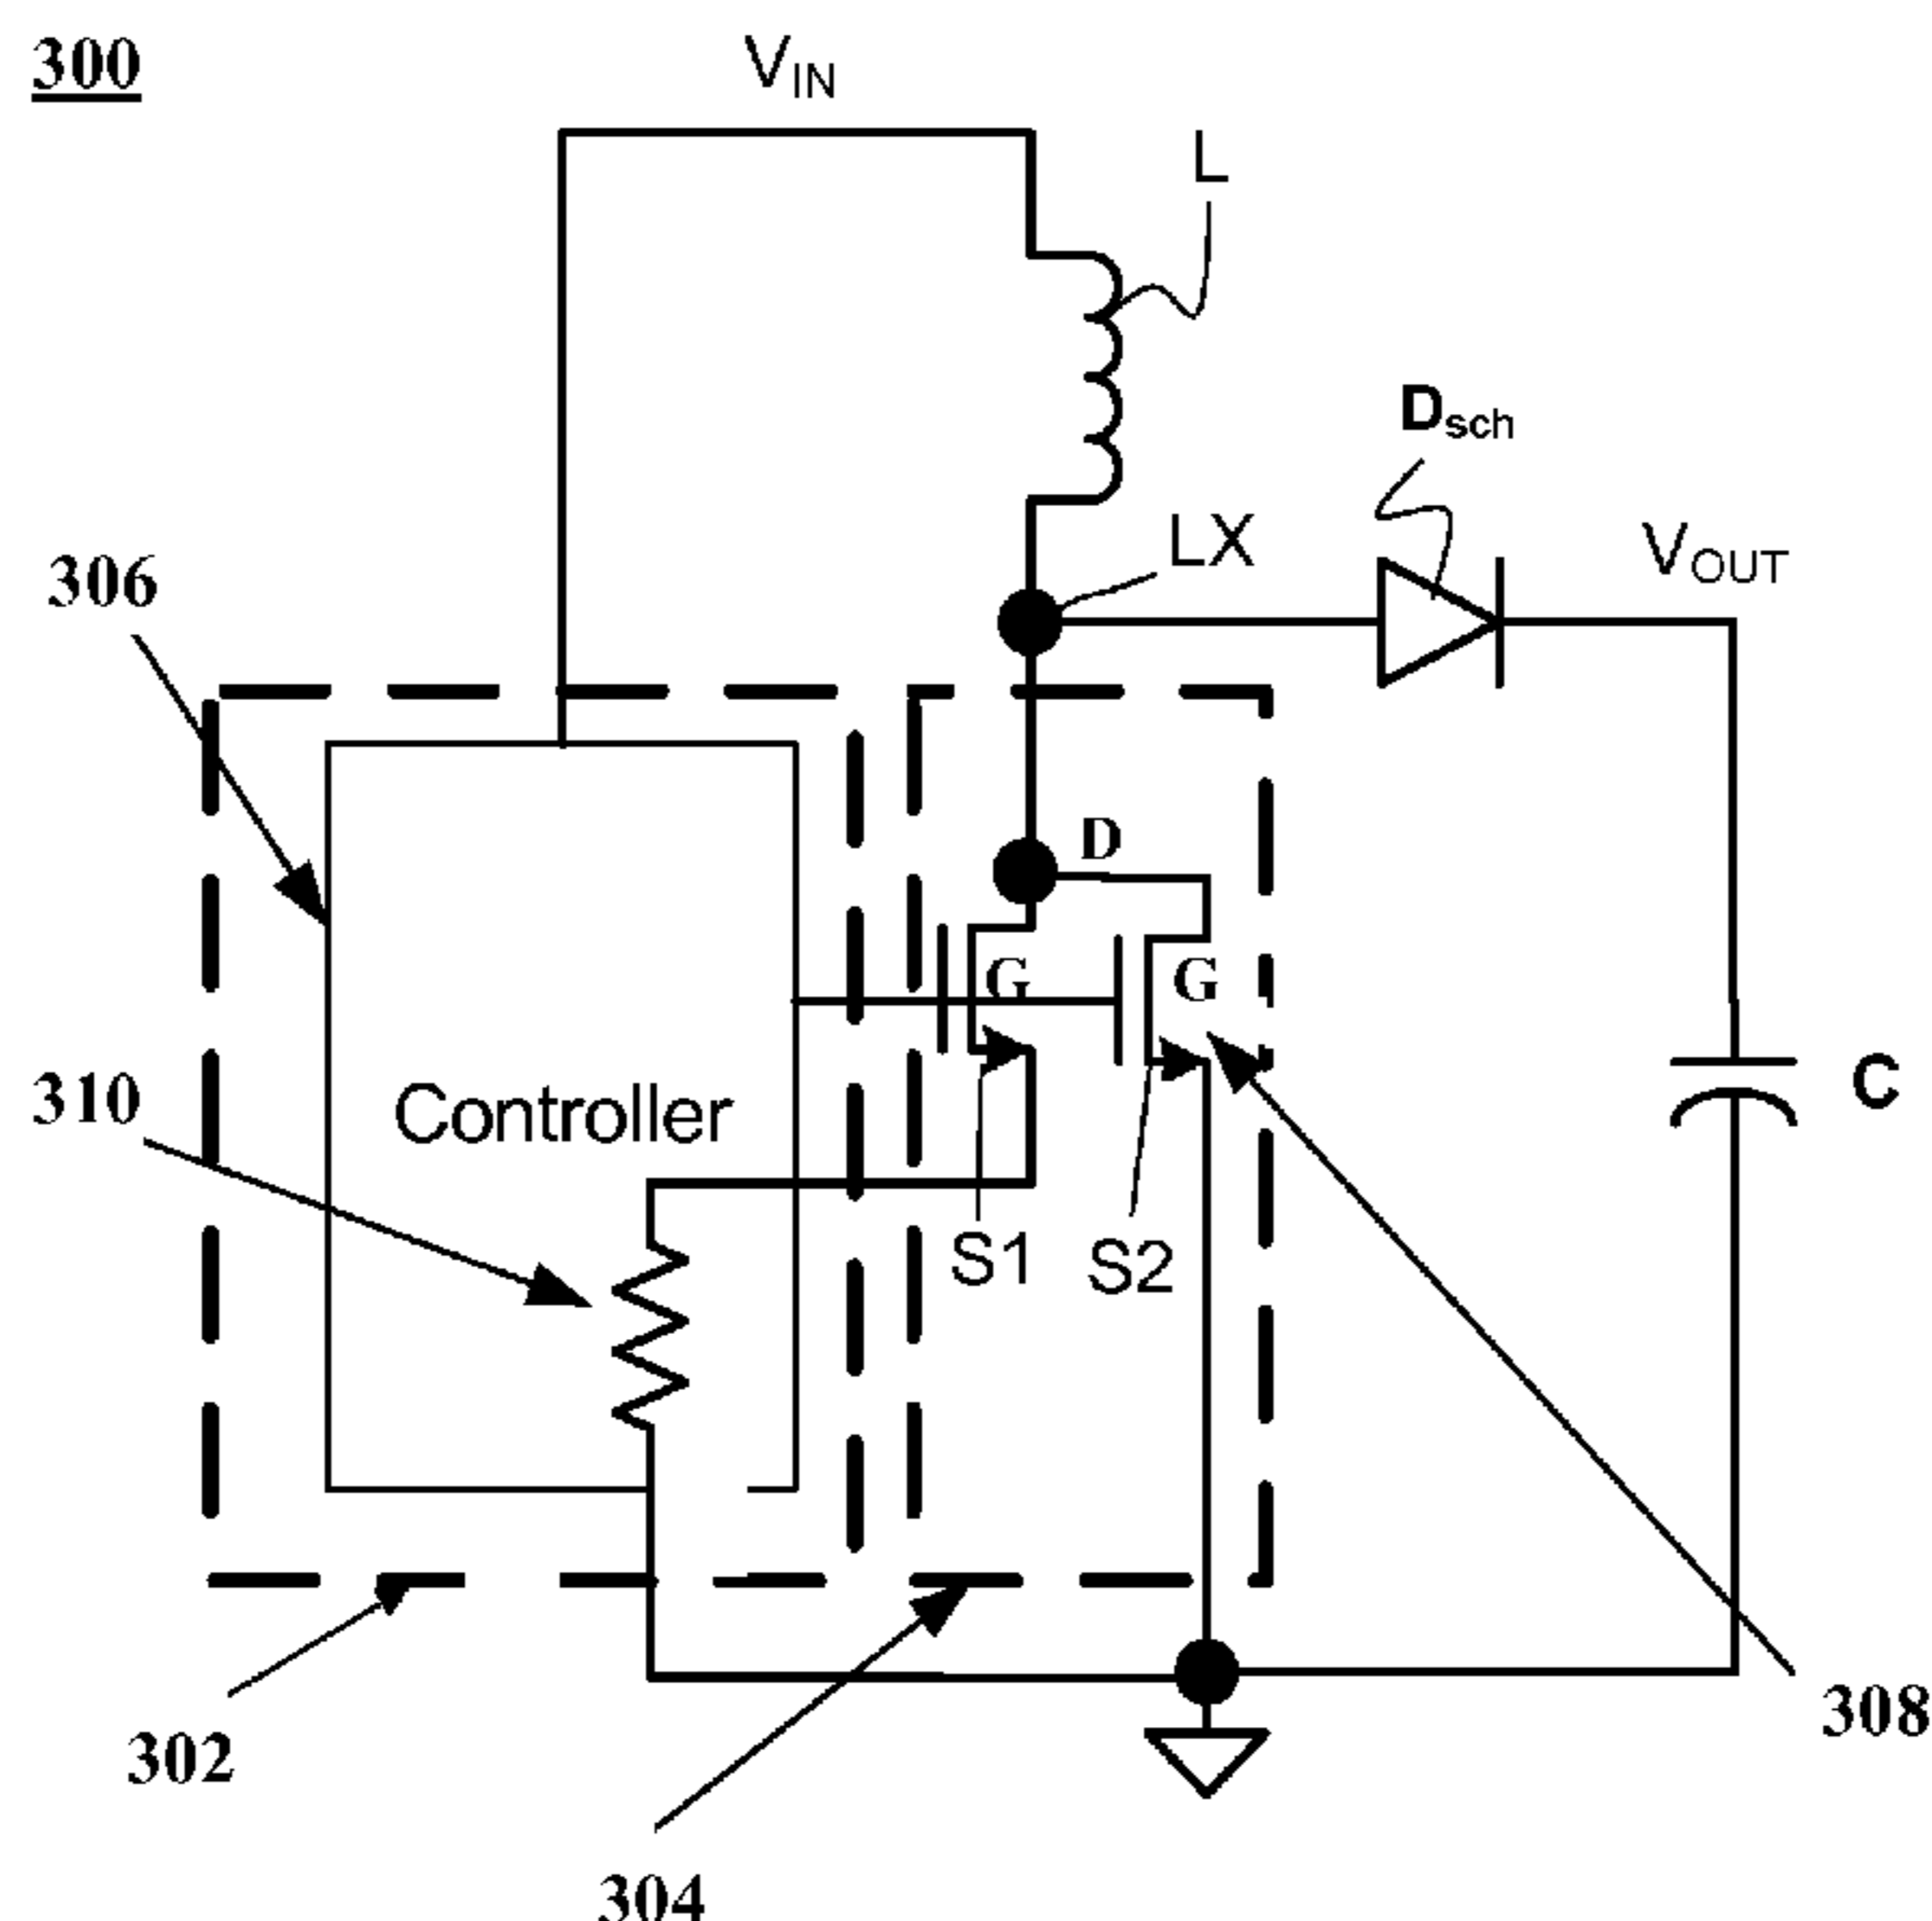 300
VIN
L
Dsch
LX
VOUT
306
D
G
G
310
Controller
C
S1
S2
308
302
304